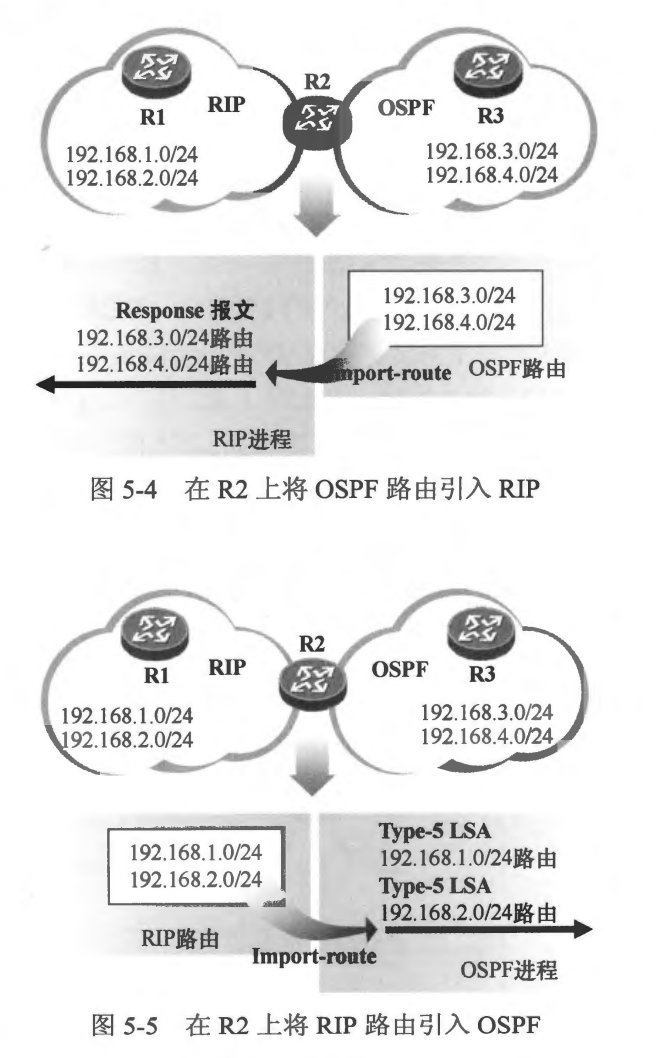 R2
RIP
OSPF
R1
R3
192.168.1.0/24
192.168.2.0/24
192.168.3.0/24
192.168.4.0/24
Response 报文
192.168.3.0/24路由
192.168.4.0/24路由
RIP进程
192.168.3.0/24
192.168.4.0/24
Import-route
OSPF路由
图 5-4 在 R2 上将 OSPF 路由引入 RIP
R2
RIP
OSPF
R1
R3
192.168.1.0/24
192.168.2.0/24
192.168.3.0/24
192.168.4.0/24
192.168.1.0/24
192.168.2.0/24
RIP路由
Import-route
Type-5 LSA
192.168.1.0/24路由
Type-5 LSA
192.168.2.0/24路由
OSPF进程
图 5-5 在 R2 上将 RIP 路由引入 OSPF